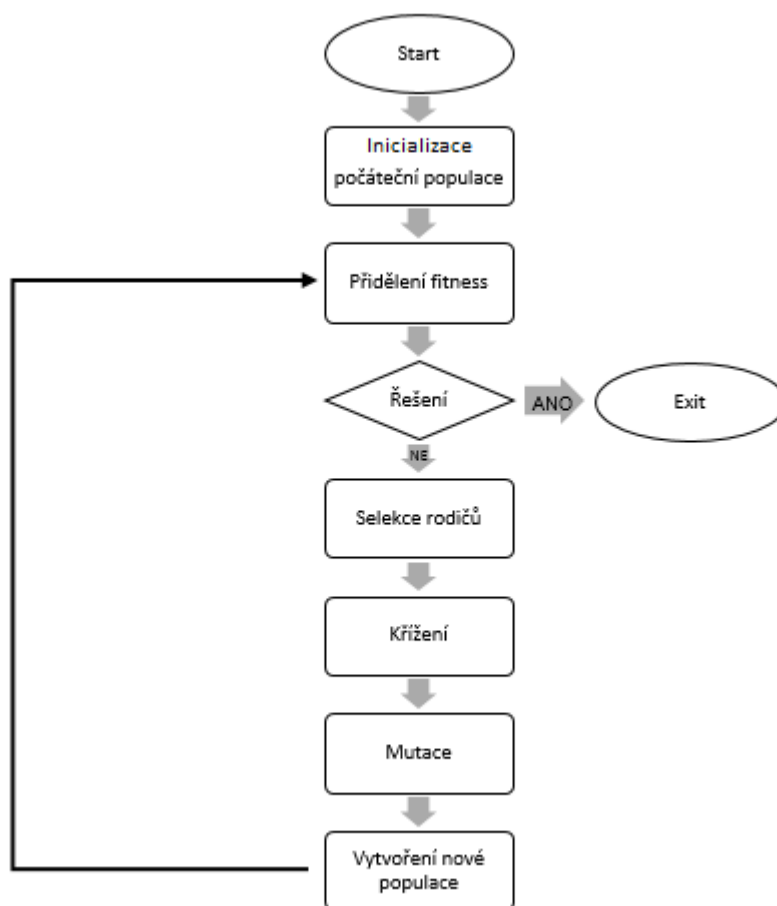 Start
Inicializace
počáteční populace
Přidělení fitness
Řešení
ANO
Exit
NE
Selekce rodičů
Křížení
Mutace
Vytvoření nové
populace